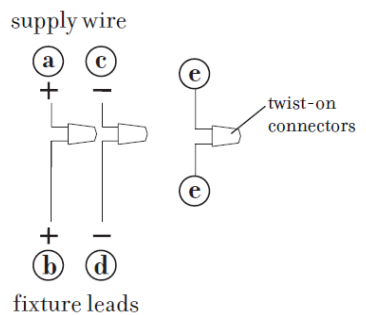 supply wire
a c
+ −
e
twist-on
connectors
e
+ −
b d
fixture leads